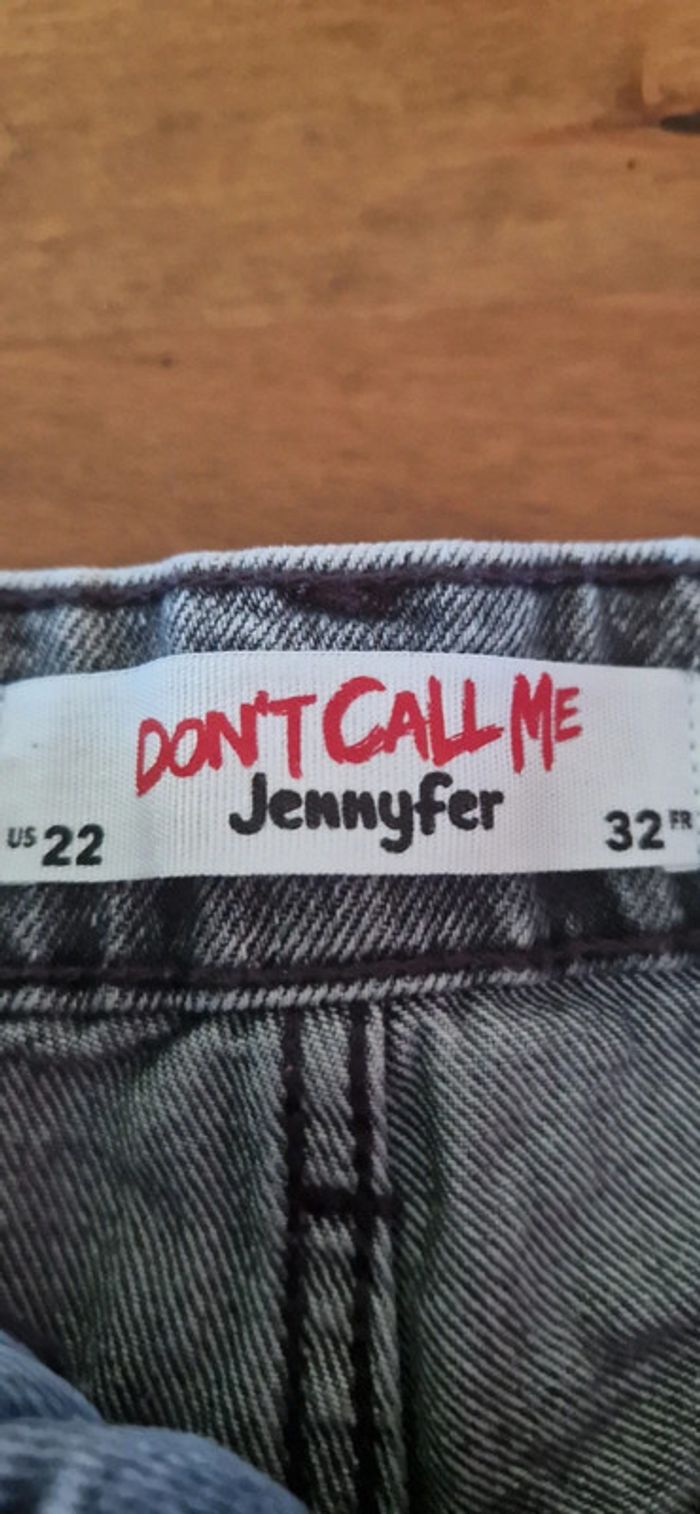 DON'T CALL ME
Jennyfer
US 22
32 FR